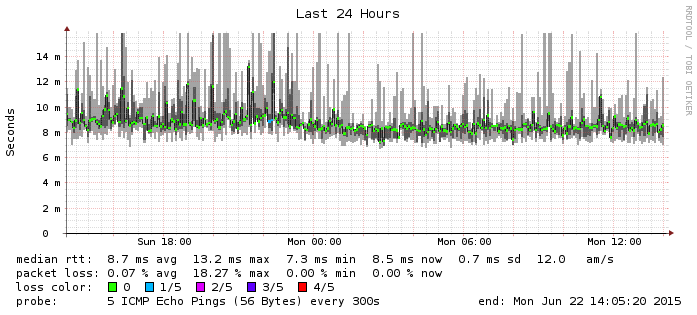 Last 24 Hours
RRDTOOL / TOBI OETIKER
Seconds
14 m
12 m
10 m
8 m
6 m
4 m
2 m
0
Sun 18:00 Mon 00:00 Mon 06:00 Mon 12:00
median rtt: 8.7 ms avg 13.2 ms max 7.3 ms min 8.5 ms now 0.7 ms sd 12.0 am/s
packet loss: 0.07 % avg 18.27 % max 0.00 % min 0.00 % now
loss color: 0 1/5 2/5 3/5 4/5
probe: 5 ICMP Echo Pings (56 Bytes) every 300s end: Mon Jun 22 14:05:20 2015